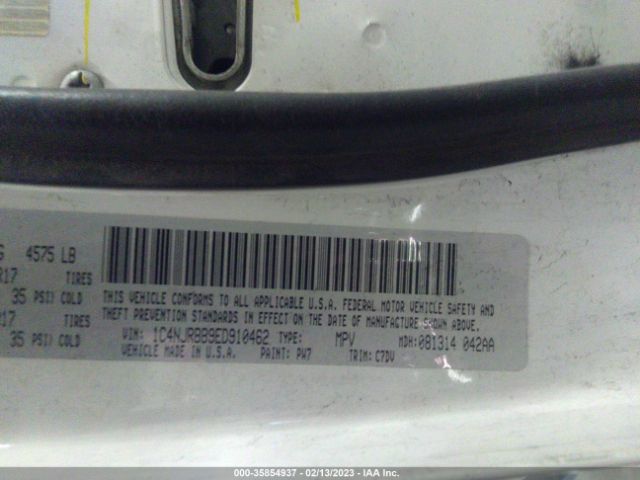 4575 LB
R17 TIRES
35 PSI/ COLD
R17 TIRES
35 PSI/ COLD
THIS VEHICLE CONFORMS TO ALL APPLICABLE U.S.A. FEDERAL MOTOR VEHICLE SAFETY AND
THEFT PREVENTION STANDARDS IN EFFECT ON THE DATE OF MANUFACTURE SHOWN ABOVE.
VIN: 1C4NJRBB9ED910462 TYPE: MPV MDH:081314 042AA
VEHICLE MADE IN U.S.A. PAINT: PW7 TRIM: C7DV
000-35854937 - 02/13/2023 - IAA Inc.